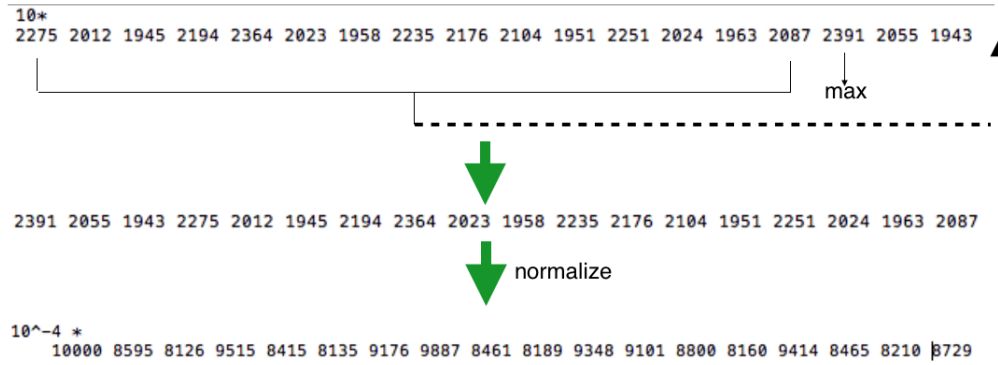 10*
2275 2012 1945 2194 2364 2023 1958 2235 2176 2104 1951 2251 2024 1963 2087 2391 2055 1943
max
2391 2055 1943 2275 2012 1945 2194 2364 2023 1958 2235 2176 2104 1951 2251 2024 1963 2087
normalize
10^-4 *
10000 8595 8126 9515 8415 8135 9176 9887 8461 8189 9348 9101 8800 8160 9414 8465 8210 8729